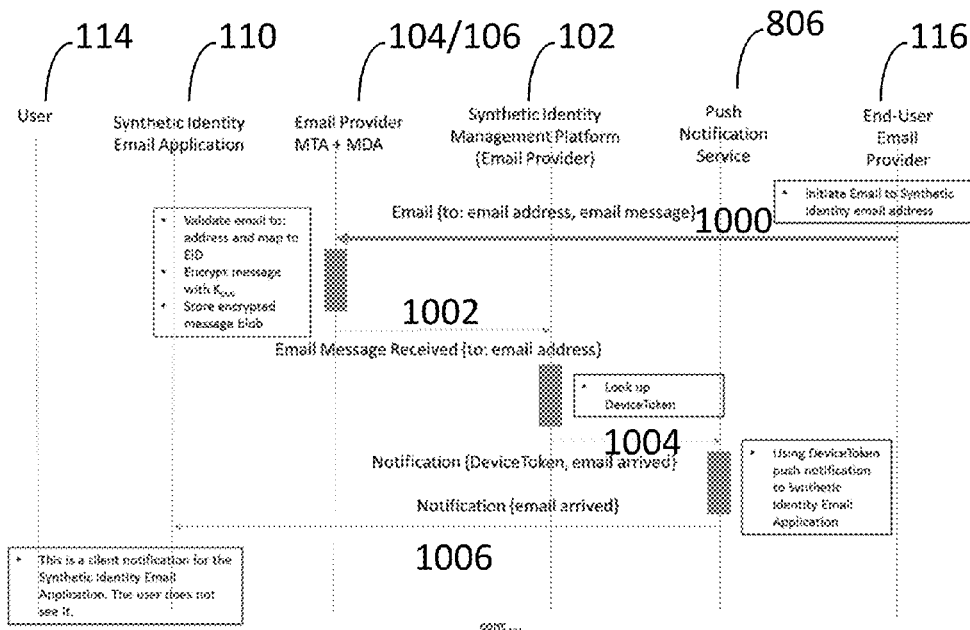 114
110
104/106
102
806
116
User
Synthetic Identity
Email Application
Email Provider
MTA + MDA
Synthetic Identity
Management Platform
(Email Provider)
Push
Notification
Service
End-User
Email
Provider
• Initiate Email to Synthetic
Identity email address
Email {to: email address, email message}
1000
• Validate email to:
address and map to
EID
• Encrypt message
with
• Store encrypted
message blob
1002
Email Message Received {to: email address}
• Look up
DeviceToken
1004
Notification {DeviceToken, email arrived}
• Using DeviceToken
push notification
to Synthetic
Identity Email
Application
Notification {email arrived}
1006
• This is a silent notification for the
Synthetic Identity Email
Application. The user does not
see it.